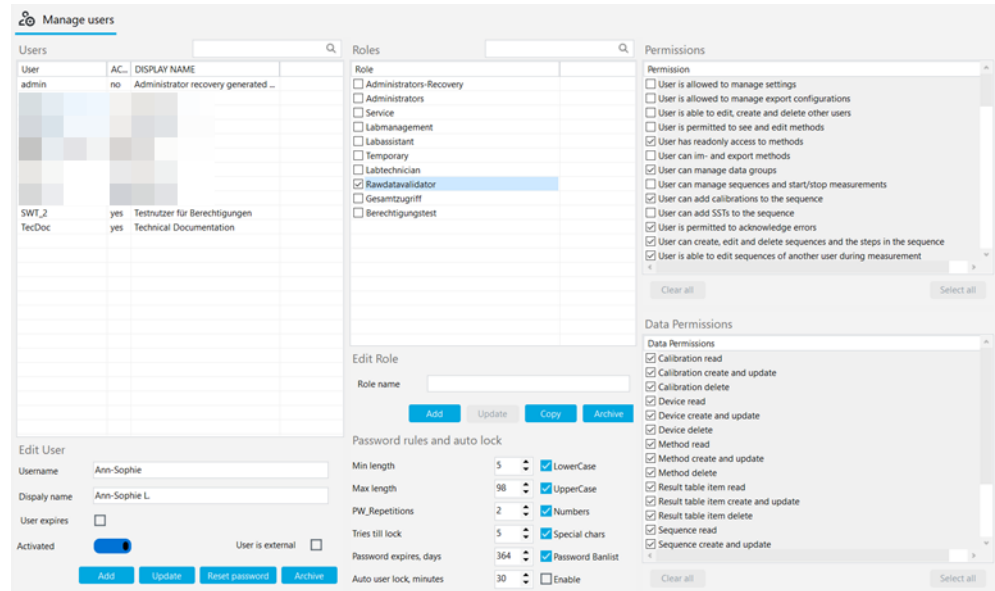 Manage users
Users
User AC... DISPLAY NAME
admin no Administrator recovery generated ...
SWT_2 yes Testnutzer für Berechtigungen
TecDoc yes Technical Documentation
Edit User
Username Ann-Sophie
Dispaly name Ann-Sophie L.
User expires
Activated User is external
Add Update Reset password Archive
Roles
Role
Administrators-Recovery
Administrators
Service
Labmanagement
Labassistant
Temporary
Labtechnician
Rawdatavalidator
Gesamtzugriff
Berechtigungstest
Edit Role
Role name
Add Update Copy Archive
Password rules and auto lock
Min length 5 LowerCase
Max length 98 UpperCase
PW_Repetitions 2 Numbers
Tries till lock 5 Special chars
Password expires, days 364 Password Banlist
Auto user lock, minutes 30 Enable
Permissions
Permission
User is allowed to manage settings
User is allowed to manage export configurations
User is able to edit, create and delete other users
User is permitted to see and edit methods
User has readonly access to methods
User can im- and export methods
User can manage data groups
User can manage sequences and start/stop measurements
User can add calibrations to the sequence
User can add SSTs to the sequence
User is permitted to acknowledge errors
User can create, edit and delete sequences and the steps in the sequence
User is able to edit sequences of another user during measurement
Clear all Select all
Data Permissions
Data Permissions
Calibration read
Calibration create and update
Calibration delete
Device read
Device create and update
Device delete
Method read
Method create and update
Method delete
Result table item read
Result table item create and update
Result table item delete
Sequence read
Sequence create and update
Clear all Select all